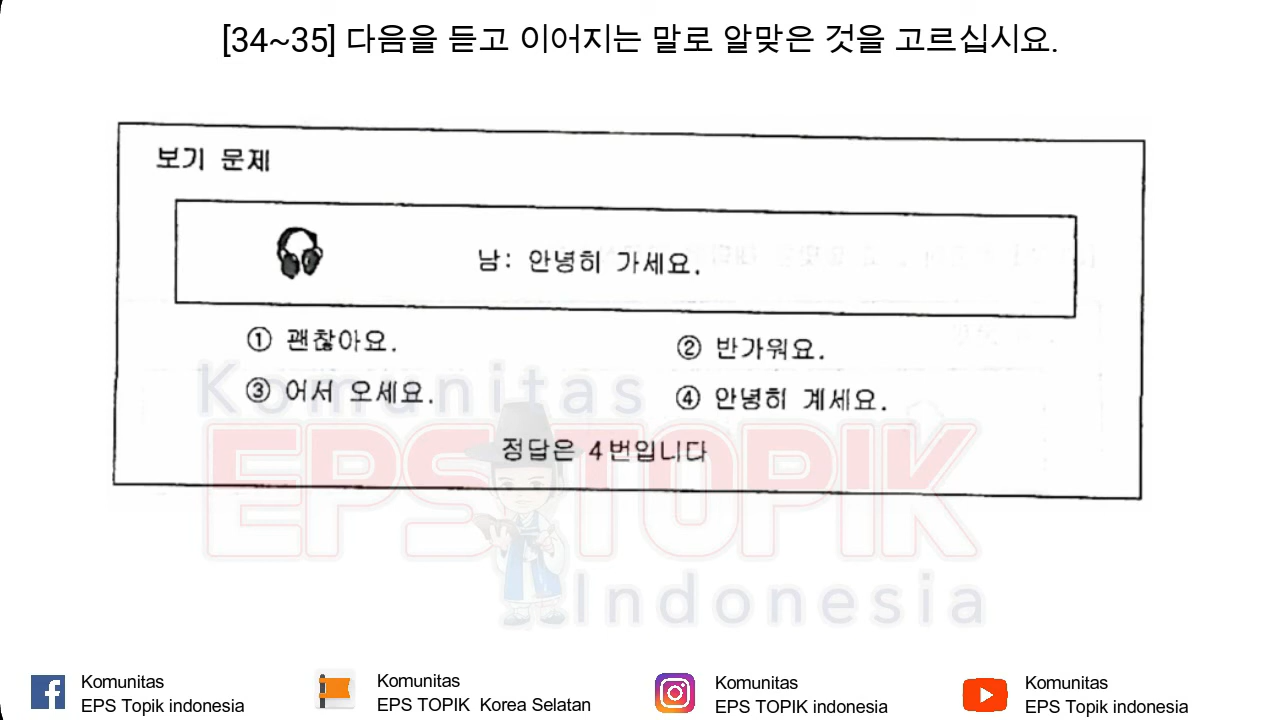 [34~35] 다음을 듣고 이어지는 말로 알맞은 것을 고르십시요.
보기 문제
남: 안녕히 가세요.
① 괜찮아요.
② 반가워요.
③ 어서 오세요.
④ 안녕히 계세요.
정답은 4번입니다
Komunitas
EPS TOPIK
Indonesia
Komunitas
EPS Topik indonesia
Komunitas
EPS TOPIK Korea Selatan
Komunitas
EPS TOPIK indonesia
Komunitas
EPS Topik indonesia